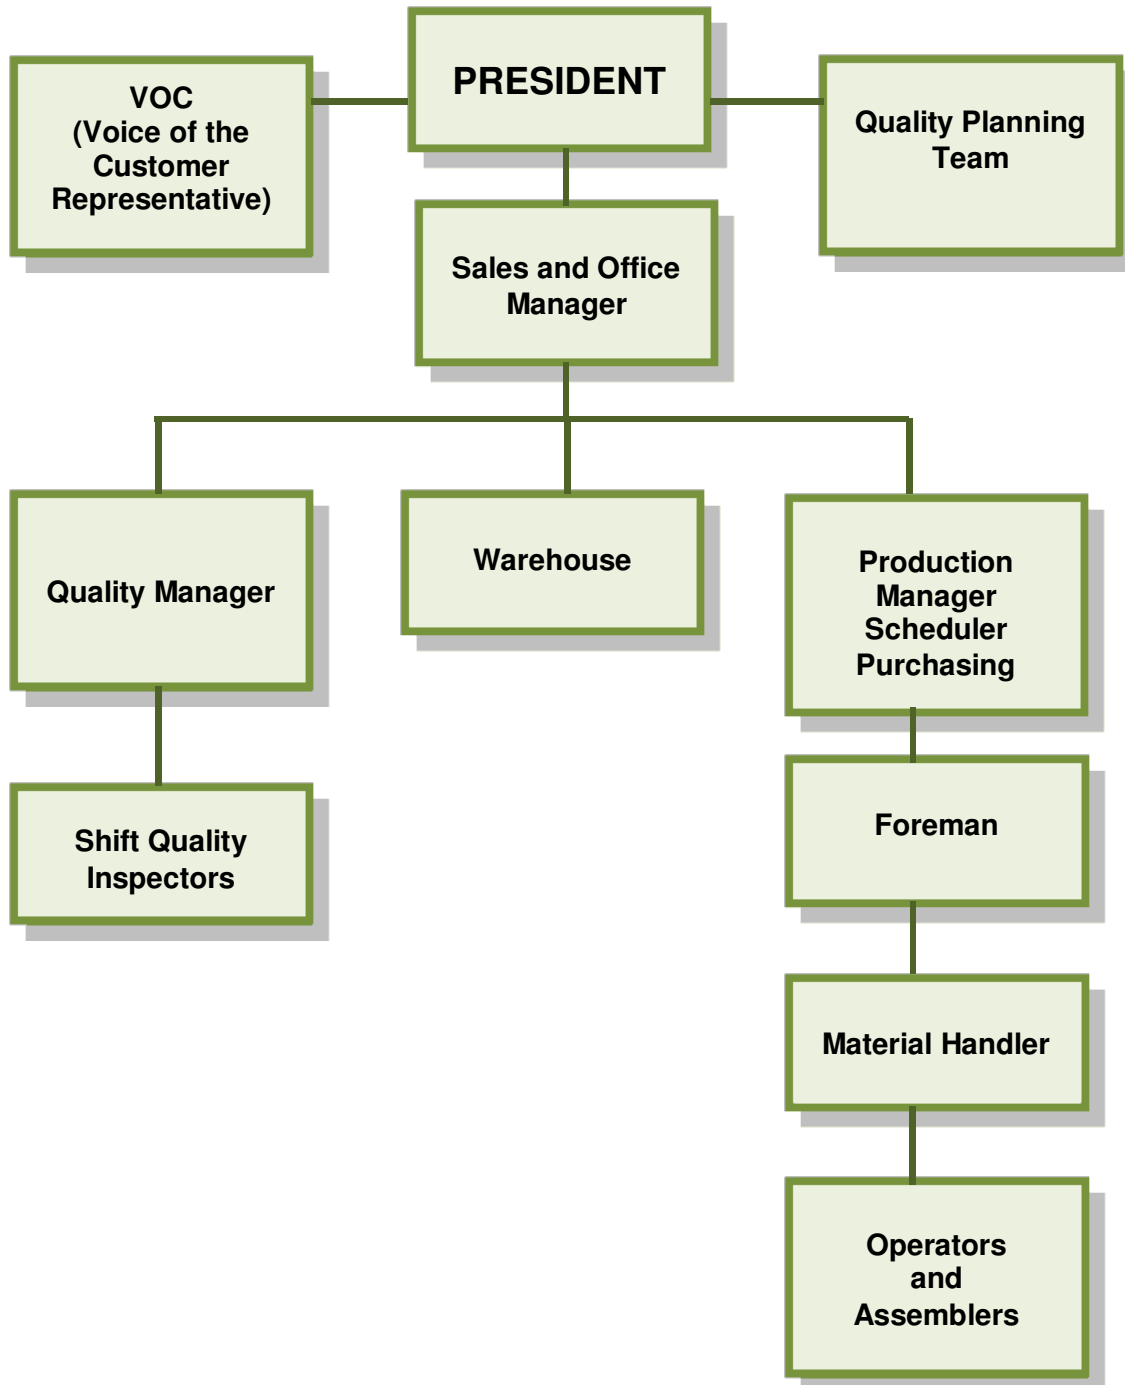 PRESIDENT
VOC
(Voice of the
Customer
Representative)
Quality Planning
Team
Sales and Office
Manager
Quality Manager
Warehouse
Production
Manager
Scheduler
Purchasing
Shift Quality
Inspectors
Foreman
Material Handler
Operators
and
Assemblers